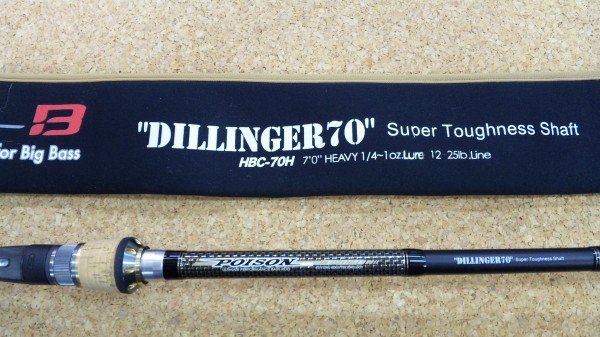 B
for Big Bass
"DILLINGER70" Super Toughness Shaft
HBC-70H 7'0" HEAVY 1/4~1oz.Lure 12-25lb.Line
POISON
"DILLINGER70" Super Toughness Shaft